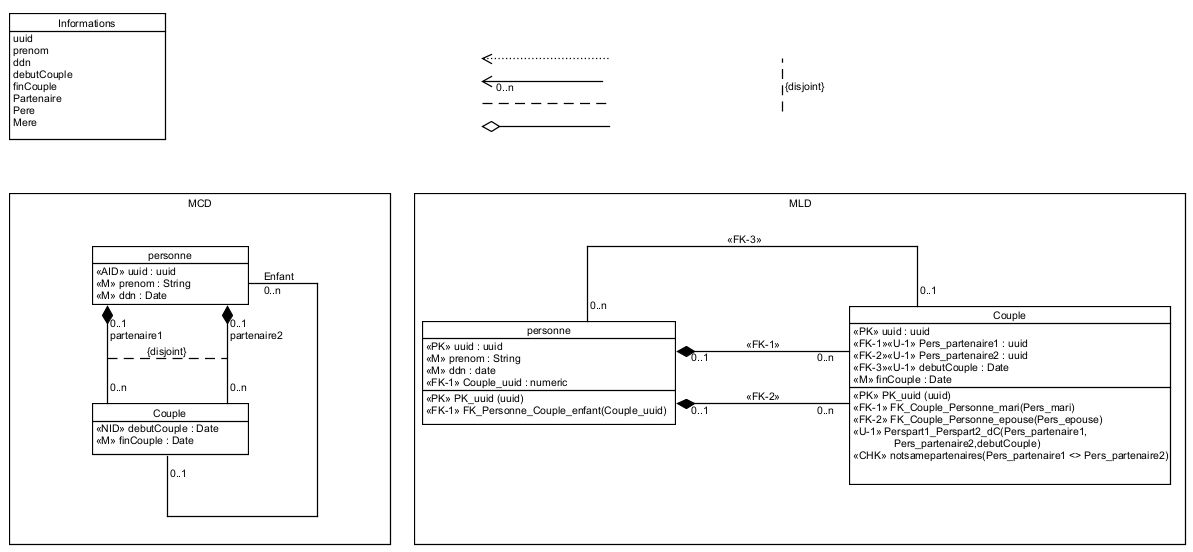 Informations
uuid
prenom
ddn
debutCouple
finCouple
Partenaire
Pere
Mere
0..n
{disjoint}
MCD
personne
«AID» uuid : uuid
«M» prenom : String
«M» ddn : Date
Enfant
0..n
0..1
partenaire1
0..1
partenaire2
{disjoint}
0..n
0..n
Couple
«NID» debutCouple : Date
«M» finCouple : Date
0..1
MLD
«FK-3»
0..n
0..1
personne
«PK» uuid : uuid
«M» prenom : String
«M» ddn : date
«FK-1» Couple_uuid : numeric
«PK» PK_uuid (uuid)
«FK-1» FK_Personne_Couple_enfant(Couple_uuid)
«FK-1»
0..1
0..n
«FK-2»
0..1
0..n
Couple
«PK» uuid : uuid
«FK-1»«U-1» Pers_partenaire1 : uuid
«FK-2»«U-1» Pers_partenaire2 : uuid
«FK-3»«U-1» debutCouple : Date
«M» finCouple : Date
«PK» PK_uuid (uuid)
«FK-1» FK_Couple_Personne_mari(Pers_mari)
«FK-2» FK_Couple_Personne_epouse(Pers_epouse)
«U-1» Perspart1_Perspart2_dC(Pers_partenaire1,
Pers_partenaire2,debutCouple)
«CHK» notsamepartenaires(Pers_partenaire1 <> Pers_partenaire2)